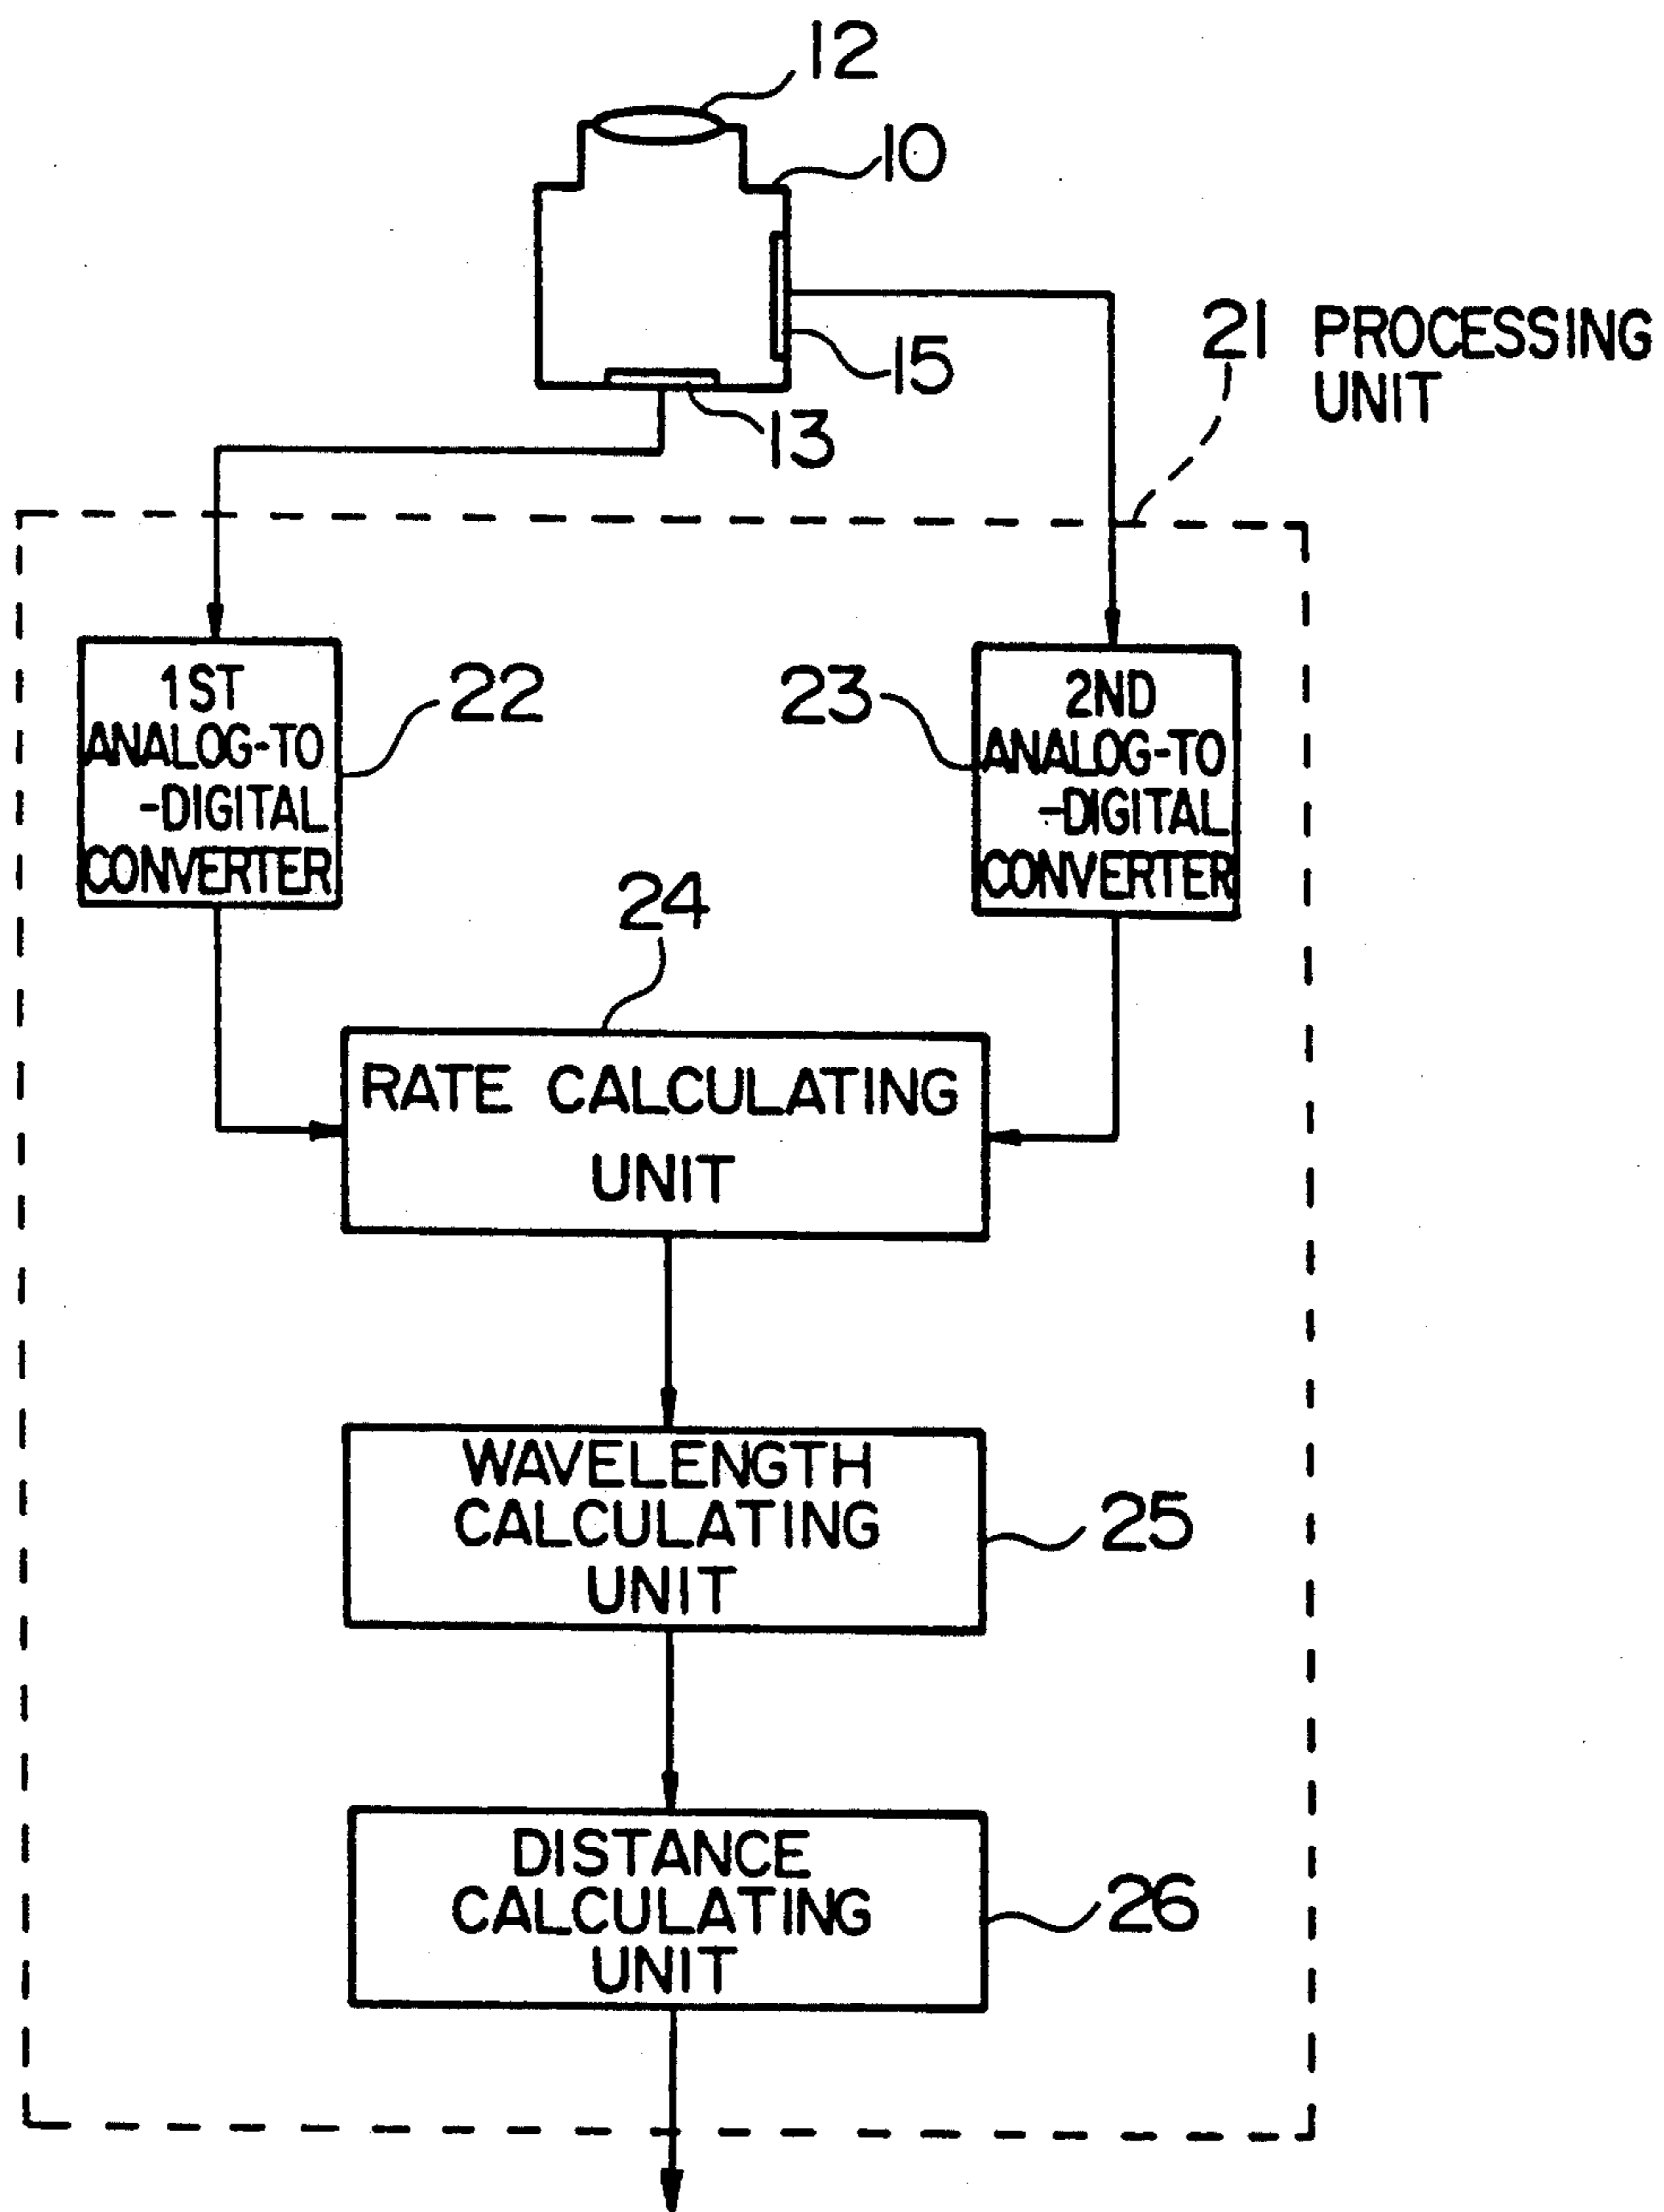 12
10
15
13
21 PROCESSING
UNIT
1ST
ANALOG-TO
-DIGITAL
CONVERTER
22
23
2ND
ANALOG-TO
-DIGITAL
CONVERTER
24
RATE CALCULATING
UNIT
WAVELENGTH
CALCULATING
UNIT
25
DISTANCE
CALCULATING
UNIT
26